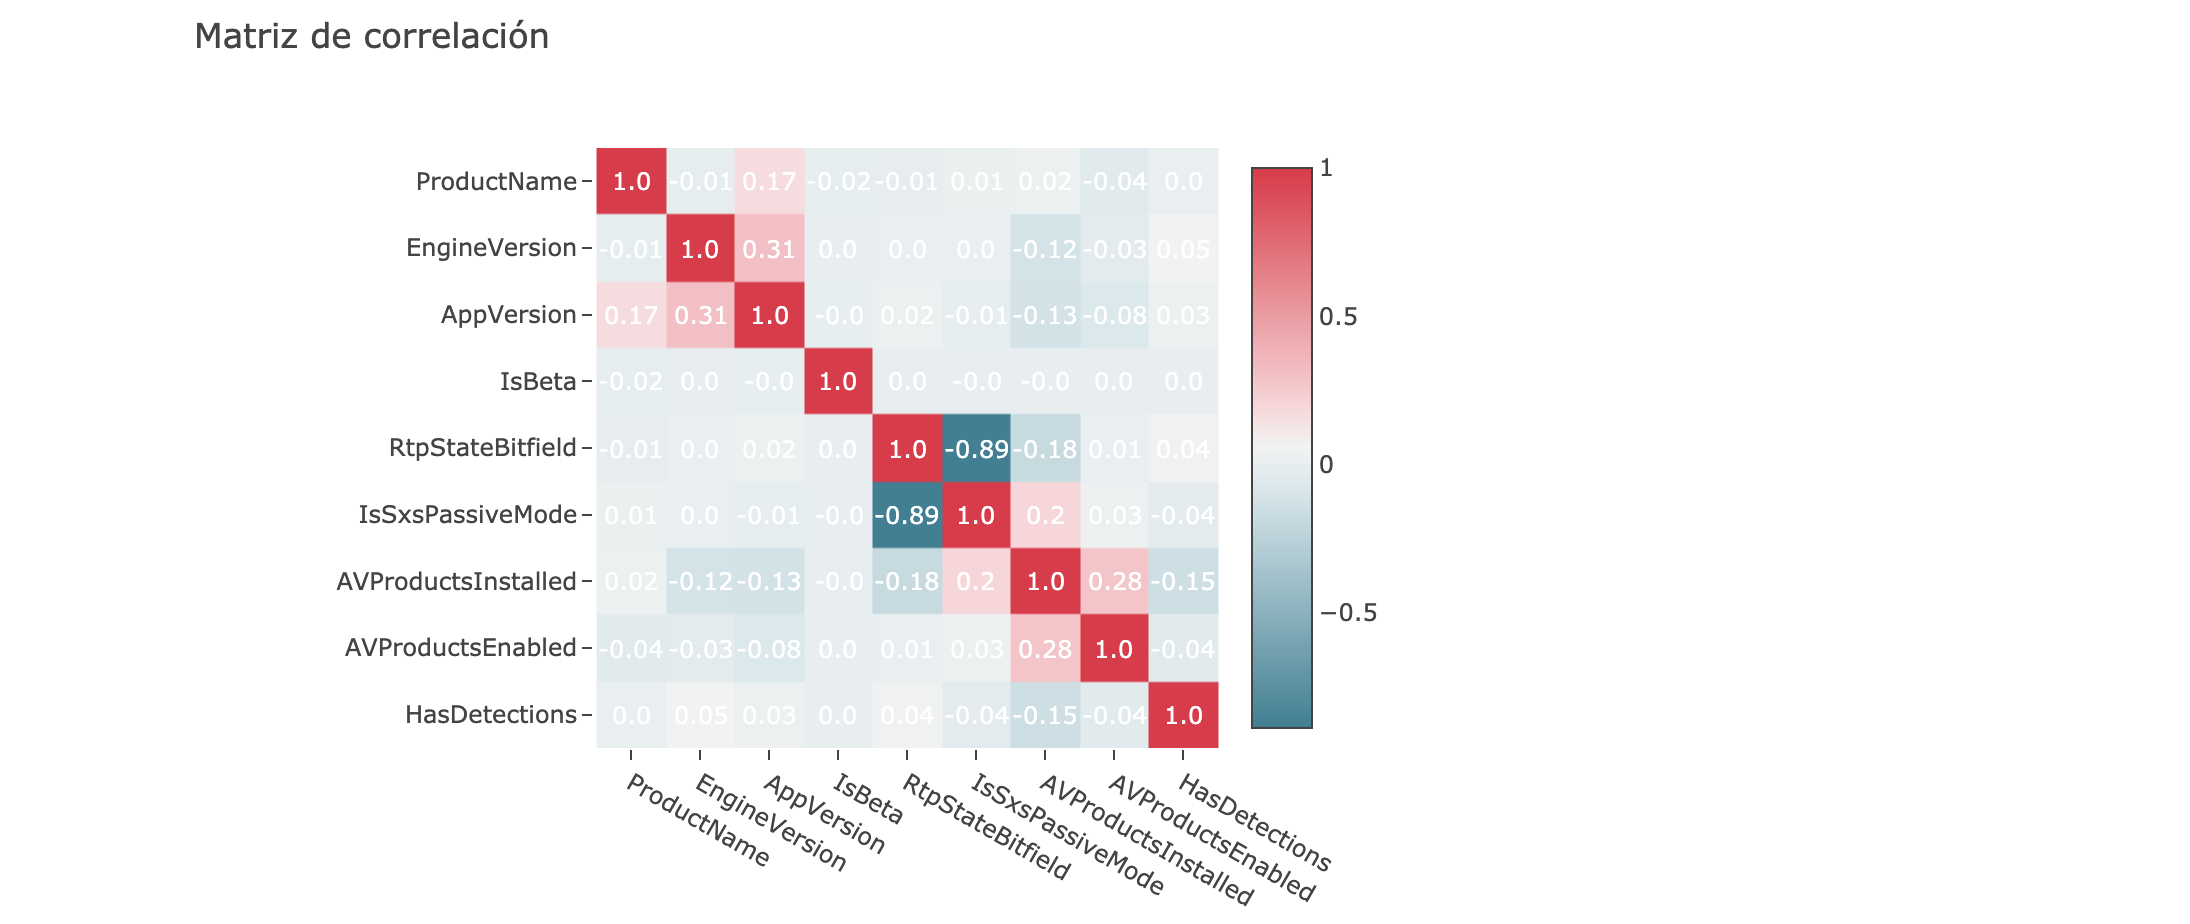 Matriz de correlación
ProductName 1.0 -0.01 0.17 -0.02 -0.01 0.01 0.02 -0.04 0.0
EngineVersion -0.01 1.0 0.31 0.0 0.0 0.0 -0.12 -0.03 0.05
AppVersion 0.17 0.31 1.0 -0.0 0.02 -0.01 -0.13 -0.08 0.03
IsBeta -0.02 0.0 -0.0 1.0 0.0 -0.0 -0.0 0.0 0.0
RtpStateBitfield -0.01 0.0 0.02 0.0 1.0 -0.89 -0.18 0.01 0.04
IsSxsPassiveMode 0.01 0.0 -0.01 -0.0 -0.89 1.0 0.2 0.03 -0.04
AVProductsInstalled 0.02 -0.12 -0.13 -0.0 -0.18 0.2 1.0 0.28 -0.15
AVProductsEnabled -0.04 -0.03 -0.08 0.0 0.01 0.03 0.28 1.0 -0.04
HasDetections 0.0 0.05 0.03 0.0 0.04 -0.04 -0.15 -0.04 1.0
ProductName
EngineVersion
AppVersion
IsBeta
RtpStateBitfield
IsSxsPassiveMode
AVProductsInstalled
AVProductsEnabled
HasDetections
1
0.5
0
−0.5